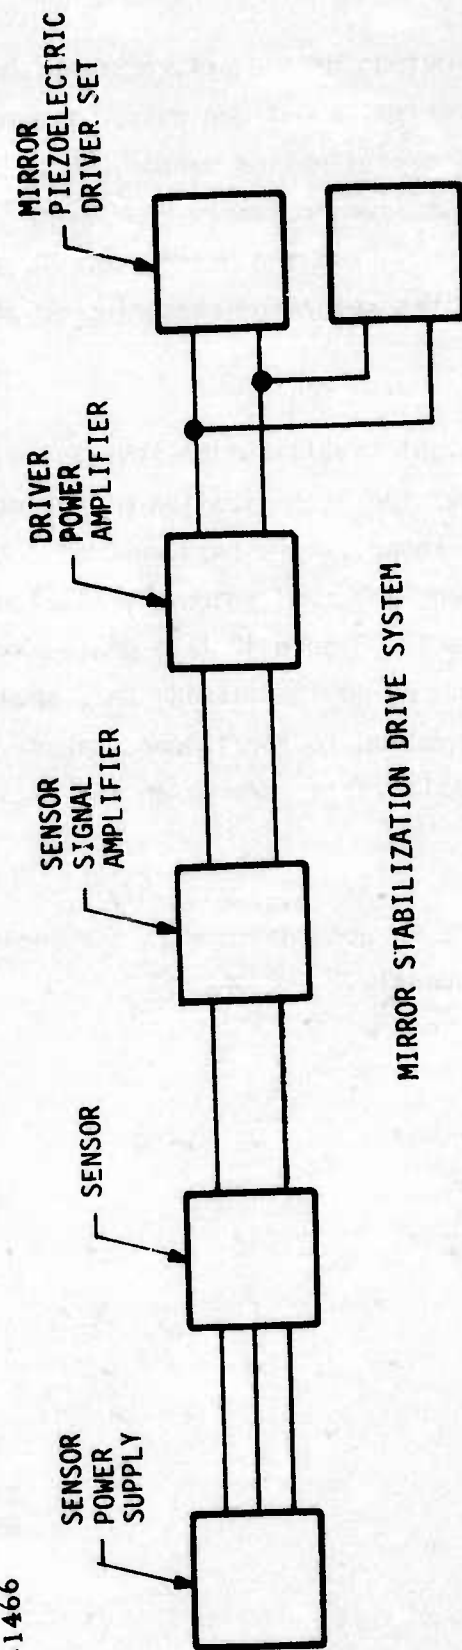 1466
SENSOR
POWER
SUPPLY
SENSOR
SENSOR
SIGNAL
AMPLIFIER
DRIVER
POWER
AMPLIFIER
MIRROR
PIEZOELECTRIC
DRIVER SET
MIRROR STABILIZATION DRIVE SYSTEM